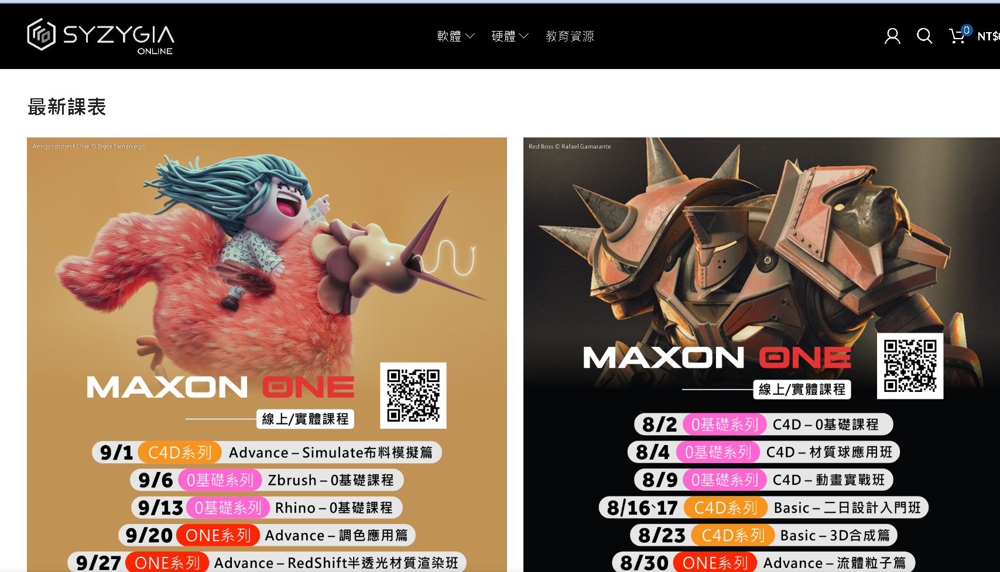 SYZYGIA
ONLINE
軟體
硬體
教育資源
0
NT$
最新課表
Amigos project Char © Zigor Samaniego
MAXON ONE
線上/實體課程
9/1 C4D系列 Advance – Simulate布料模擬篇
9/6 0基礎系列 Zbrush – 0基礎課程
9/13 0基礎系列 Rhino – 0基礎課程
9/20 ONE系列 Advance – 調色應用篇
9/27 ONE系列 Advance – RedShift半透光材質渲染班
Red Boss © Rafael Gamarante
MAXON ONE
線上/實體課程
8/2 0基礎系列 C4D – 0基礎課程
8/4 0基礎系列 C4D – 材質球應用班
8/9 0基礎系列 C4D – 動畫實戰班
8/16、17 C4D系列 Basic – 二日設計入門班
8/23 C4D系列 Basic – 3D合成篇
8/30 ONE系列 Advance – 流體粒子篇